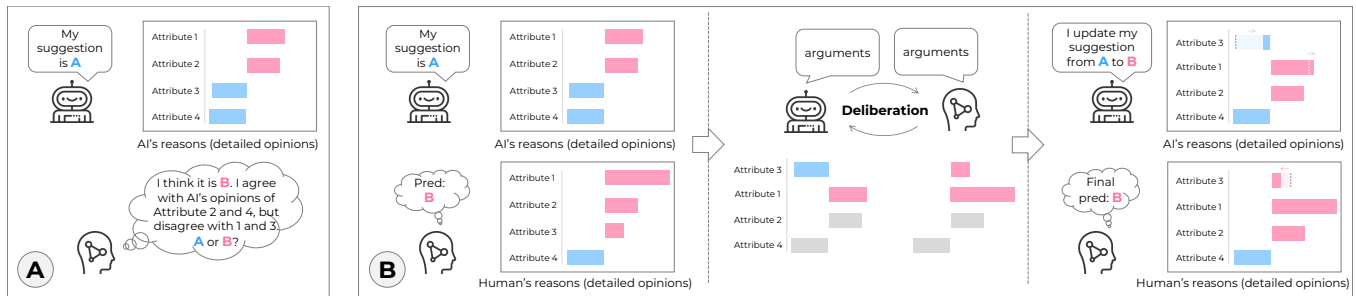 My
suggestion
is A
Attribute 1
Attribute 2
Attribute 3
Attribute 4
AI's reasons (detailed opinions)
I think it is B. I agree
with AI's opinions of
Attribute 2 and 4, but
disagree with 1 and 3.
A or B?
A
My
suggestion
is A
Attribute 1
Attribute 2
Attribute 3
Attribute 4
AI's reasons (detailed opinions)
Pred:
B
Attribute 1
Attribute 2
Attribute 3
Attribute 4
Human's reasons (detailed opinions)
B
arguments
arguments
Deliberation
Attribute 3
Attribute 1
Attribute 2
Attribute 4
I update my
suggestion
from A to B
Attribute 3
Attribute 1
Attribute 2
Attribute 4
AI's reasons (detailed opinions)
Final
pred: B
Attribute 3
Attribute 1
Attribute 2
Attribute 4
Human's reasons (detailed opinions)